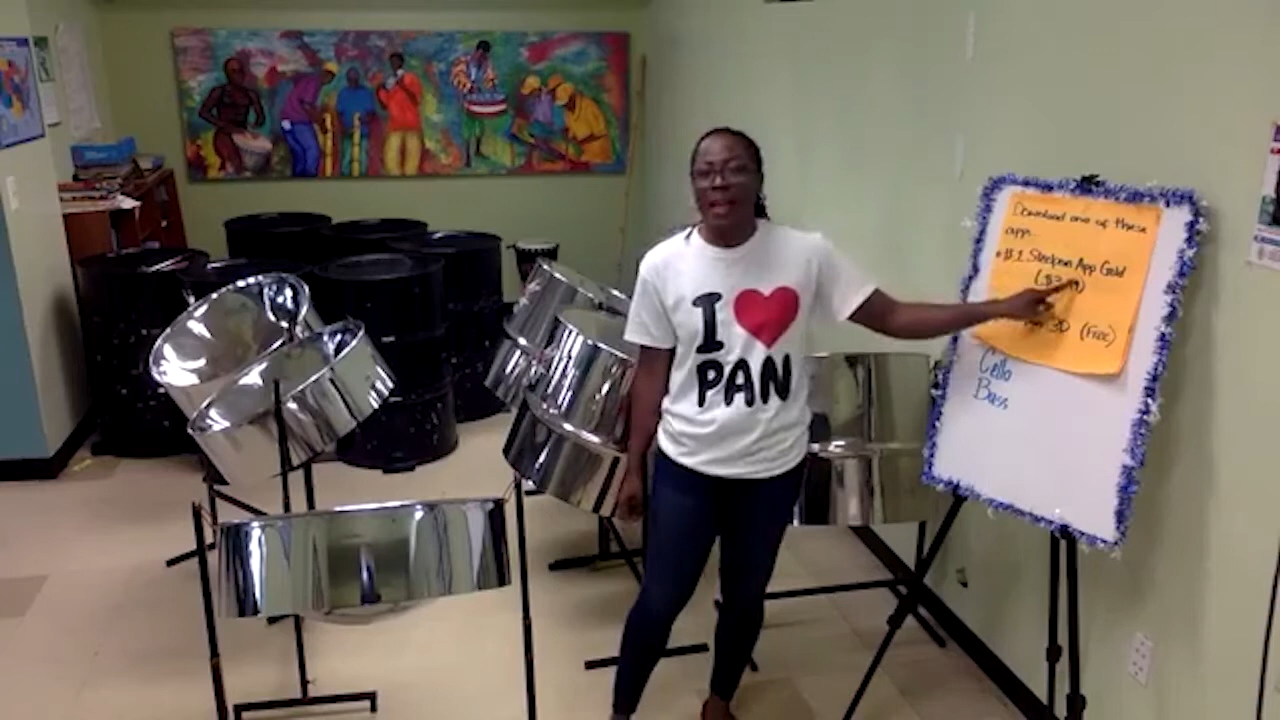 I ❤ PAN
Download one of these
app...
• #1 Steelpan App Gold
3D (Free)
Cello
Bass